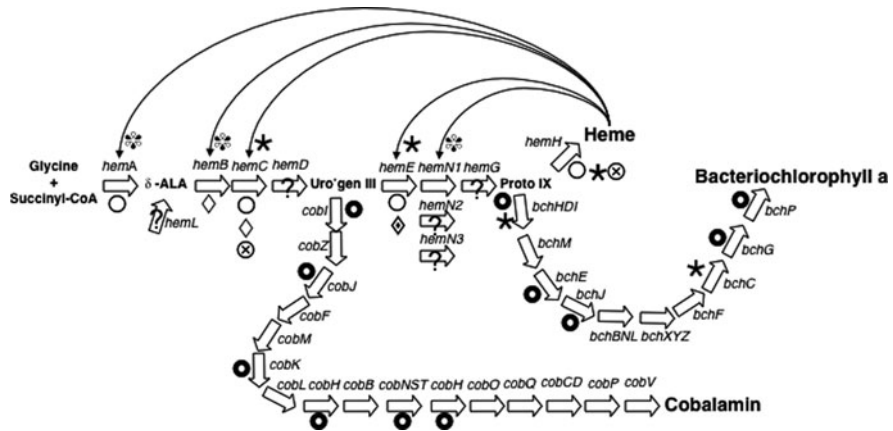 Heme
hemH
hemA
hemB
hemC
hemD
hemE
hemN1
hemG
Glycine
+
Succinyl-CoA
δ-ALA
Uro'gen III
Proto IX
Bacteriochlorophyll a
?
?
?
hemL
hemN2
?
hemN3
?
cobI
cobZ
cobJ
cobF
cobM
cobK
cobL
cobH
cobB
cobNST
cobH
cobO
cobQ
cobCD
cobP
cobV
Cobalamin
bchHDI
bchM
bchE
bchJ
bchBNL
bchXYZ
bchF
bchC
bchG
bchP